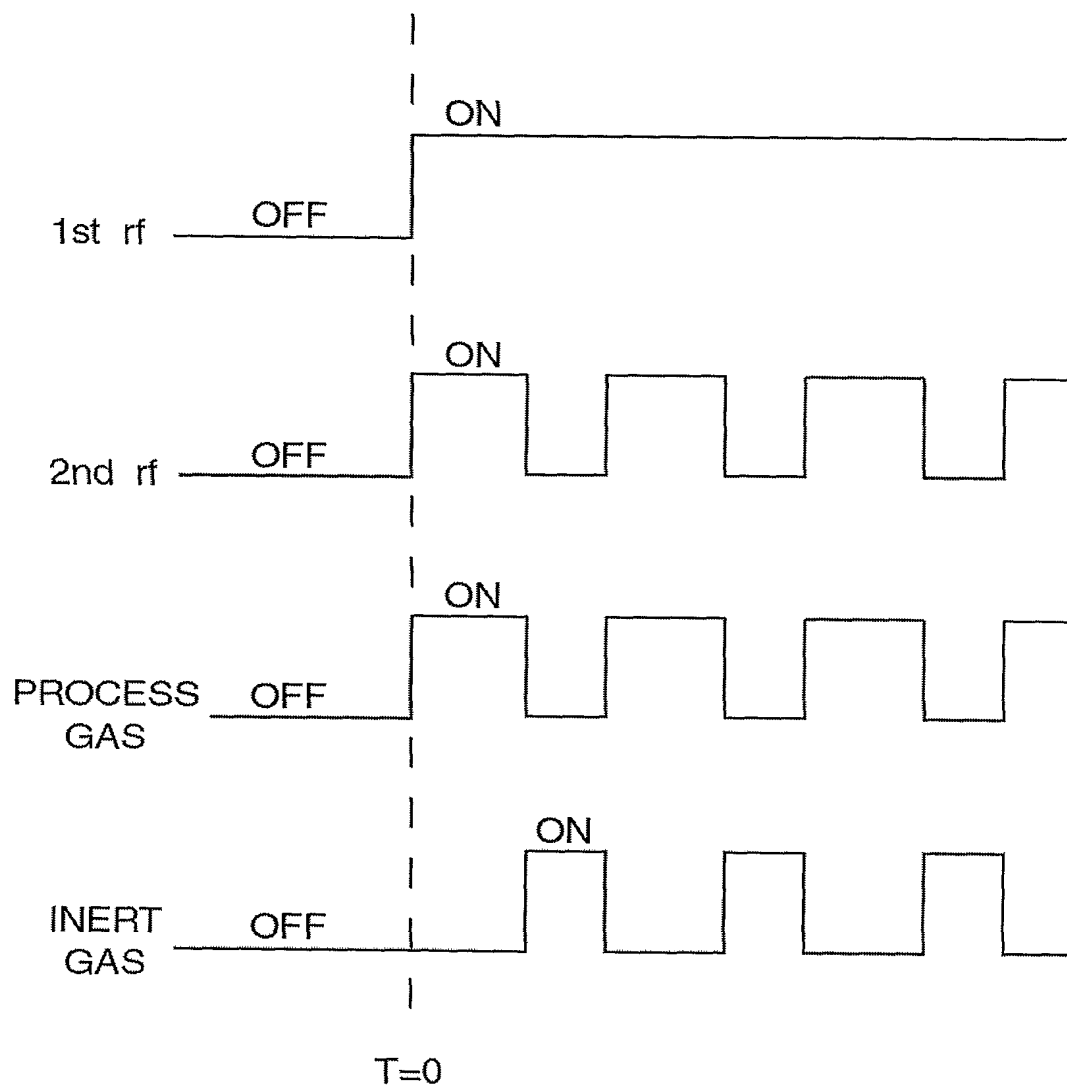 ON
OFF
1st rf
ON
OFF
2nd rf
ON
OFF
PROCESS
GAS
ON
OFF
INERT
GAS
T=0